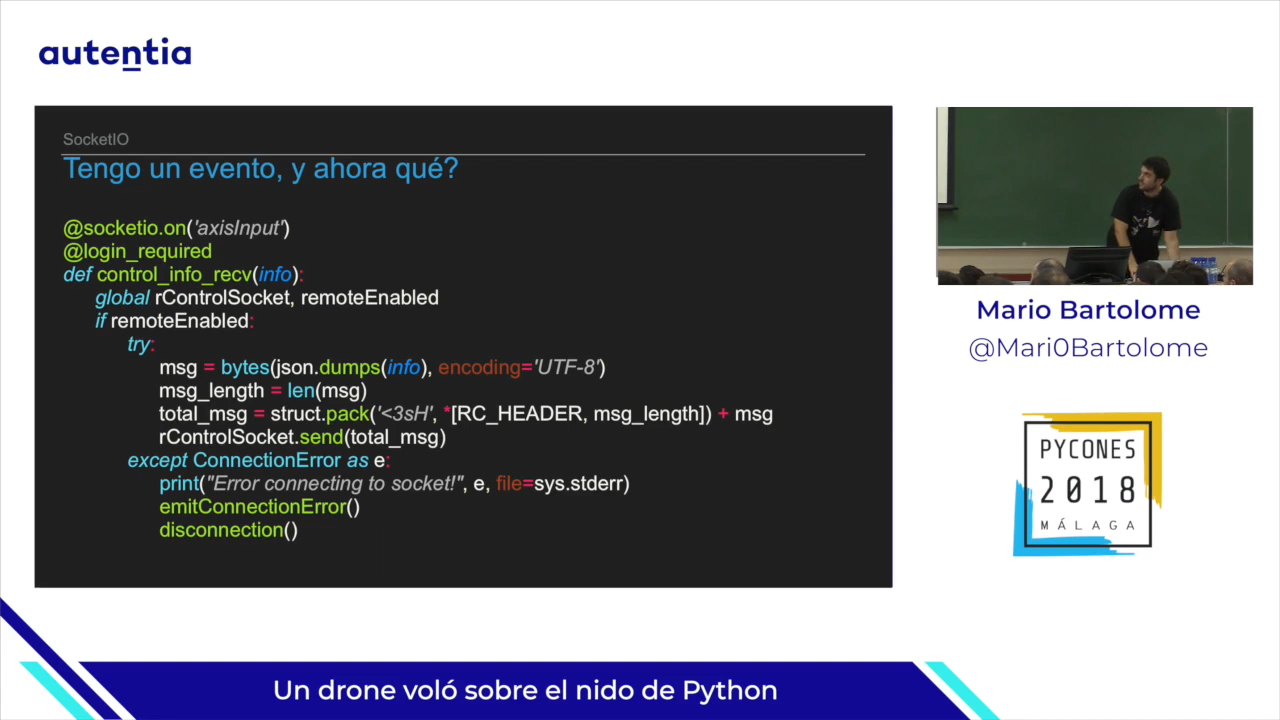 autentia
SocketIO
Tengo un evento, y ahora qué?
@socketio.on('axisInput')
@login_required
def control_info_recv(info):
global rControlSocket, remoteEnabled
if remoteEnabled:
try:
msg = bytes(json.dumps(info), encoding='UTF-8')
msg_length = len(msg)
total_msg = struct.pack('<3sH', *[RC_HEADER, msg_length]) + msg
rControlSocket.send(total_msg)
except ConnectionError as e:
print("Error connecting to socket!", e, file=sys.stderr)
emitConnectionError()
disconnection()
Mario Bartolome
@Mari0Bartolome
PYCONES
2018
MÁLAGA
Un drone voló sobre el nido de Python